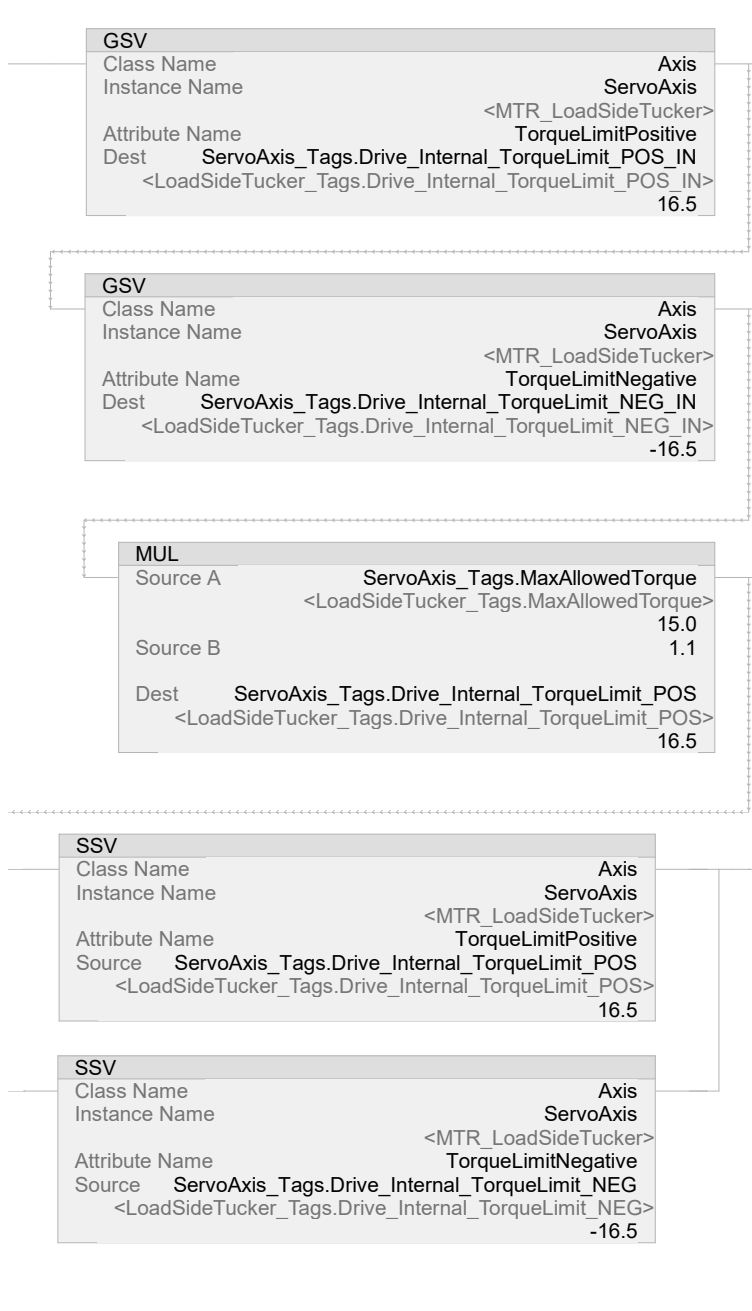 GSV
Class Name Axis
Instance Name ServoAxis
<MTR_LoadSideTucker>
Attribute Name TorqueLimitPositive
Dest ServoAxis_Tags.Drive_Internal_TorqueLimit_POS_IN
<LoadSideTucker_Tags.Drive_Internal_TorqueLimit_POS_IN>
16.5
GSV
Class Name Axis
Instance Name ServoAxis
<MTR_LoadSideTucker>
Attribute Name TorqueLimitNegative
Dest ServoAxis_Tags.Drive_Internal_TorqueLimit_NEG_IN
<LoadSideTucker_Tags.Drive_Internal_TorqueLimit_NEG_IN>
-16.5
MUL
Source A ServoAxis_Tags.MaxAllowedTorque
<LoadSideTucker_Tags.MaxAllowedTorque>
15.0
Source B 1.1
Dest ServoAxis_Tags.Drive_Internal_TorqueLimit_POS
<LoadSideTucker_Tags.Drive_Internal_TorqueLimit_POS>
16.5
SSV
Class Name Axis
Instance Name ServoAxis
<MTR_LoadSideTucker>
Attribute Name TorqueLimitPositive
Source ServoAxis_Tags.Drive_Internal_TorqueLimit_POS
<LoadSideTucker_Tags.Drive_Internal_TorqueLimit_POS>
16.5
SSV
Class Name Axis
Instance Name ServoAxis
<MTR_LoadSideTucker>
Attribute Name TorqueLimitNegative
Source ServoAxis_Tags.Drive_Internal_TorqueLimit_NEG
<LoadSideTucker_Tags.Drive_Internal_TorqueLimit_NEG>
-16.5